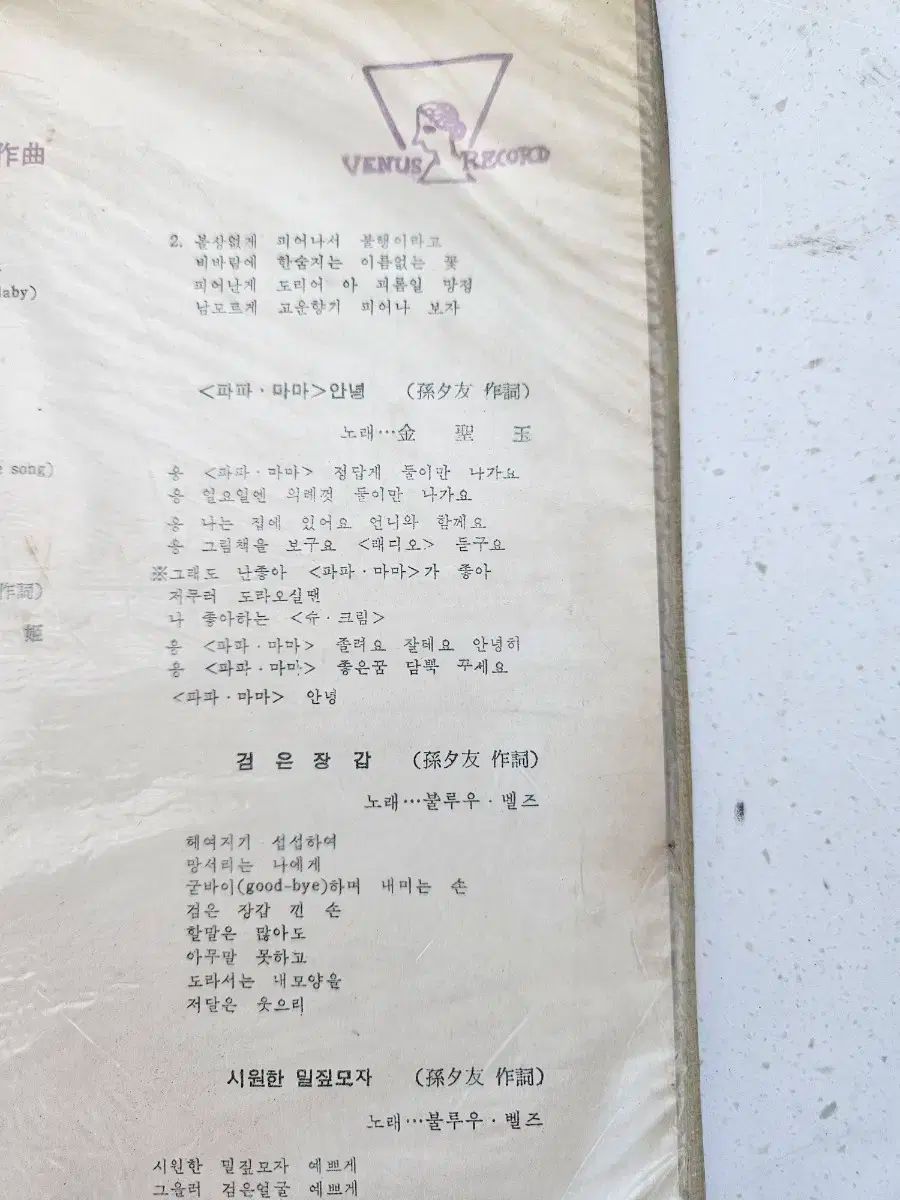 作曲
VENUS RECORD
2. 볼상없게 피어나서 불행이라고
비바람에 한숨지는 이름없는 꽃
피어난게 도리어 아 괴롬일 망정
남모르게 고운향기 피어나 보자
laby)
<파파·마마>안녕 (孫夕友 作詞)
노래…金 聖 玉
e song)
응 <파파·마마> 정답게 둘이만 나가요
응 일요일엔 의례껏 둘이만 나가요
응 나는 집에 있어요 언니와 함께요
응 그림책을 보구요 <래디오> 듣구요
※그래도 난좋아 <파파·마마>가 좋아
저무러 도라오실땐
나 좋아하는 <슈·크림>
作詞)
姬
응 <파파·마마> 졸려요 잘테요 안녕히
응 <파파·마마> 좋은꿈 담뿍 꾸세요
<파파·마마> 안녕
검은장갑 (孫夕友 作詞)
노래…불루우·벨즈
헤여지기 섭섭하여
망서리는 나에게
굳바이(good-bye)하며 내미는 손
검은 장갑 낀 손
할말은 많아도
아무말 못하고
도라서는 내모양을
저달은 웃으리
시원한 밀짚모자 (孫夕友 作詞)
노래…불루우·벨즈
시원한 밀짚모자 예쁘게
그을러 검은얼굴 예쁘게